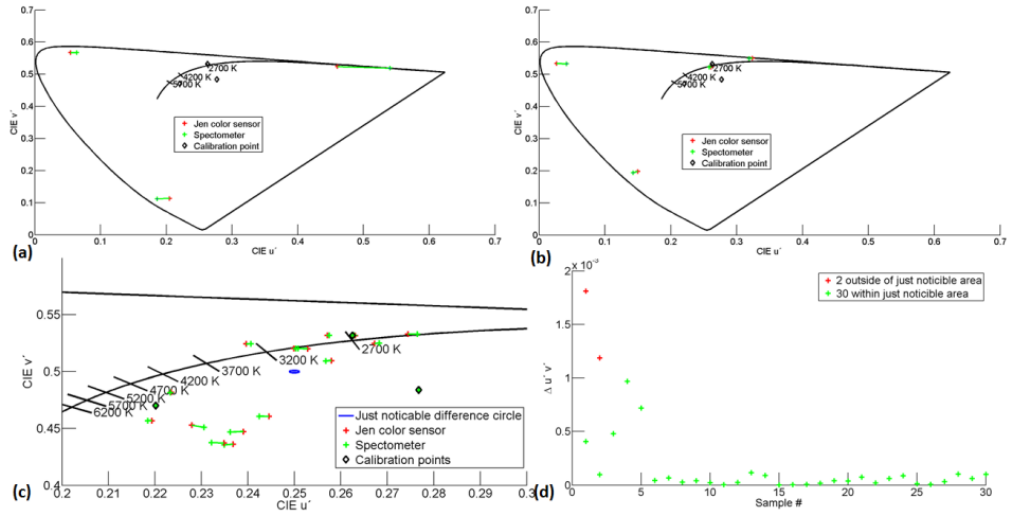 0.7
0.6
0.5
0.4
0.3
0.2
0.1
0
CIE v´
2700 K
4200 K
5700 K
Jen color sensor
Spectometer
Calibration point
0 0.1 0.2 0.3 0.4 0.5 0.6 0.7
CIE u´
(a)
0.7
0.6
0.5
0.4
0.3
0.2
0.1
0
CIE v´
2700 K
4200 K
5700 K
Jen color sensor
Spectometer
Calibration point
0 0.1 0.2 0.3 0.4 0.5 0.6 0.7
CIE u´
(b)
0.55
0.5
0.45
0.4
CIE v´
2700 K
3200 K
3700 K
4200 K
4700 K
5200 K
5700 K
6200 K
Just noticable difference circle
Jen color sensor
Spectometer
Calibration points
0.2 0.21 0.22 0.23 0.24 0.25 0.26 0.27 0.28 0.29 0.3
CIE u´
(c)
x 10⁻³
2
1.5
1
0.5
0
Δ u´ v´
2 outside of just noticible area
30 within just noticible area
0 5 10 15 20 25 30
Sample #
(d)